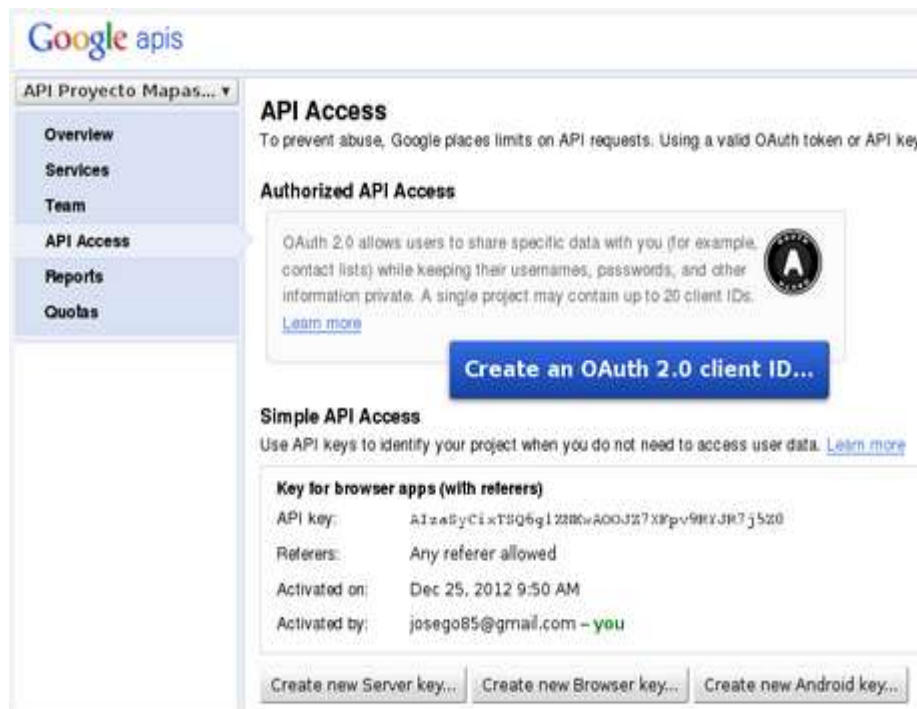 Google apis
API Proyecto Mapas...
Overview
Services
Team
API Access
Reports
Quotas
API Access
To prevent abuse, Google places limits on API requests. Using a valid OAuth token or API key
Authorized API Access
OAuth 2.0 allows users to share specific data with you (for example,
contact lists) while keeping their usernames, passwords, and other
information private. A single project may contain up to 20 client IDs.
Learn more
Create an OAuth 2.0 client ID...
Simple API Access
Use API keys to identify your project when you do not need to access user data. Learn more
Key for browser apps (with referers)
API key:
Referers: Any referer allowed
Activated on: Dec 25, 2012 9:50 AM
Activated by: josego85@gmail.com – you
Create new Server key... Create new Browser key... Create new Android key...